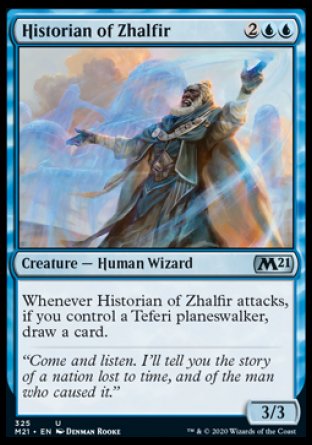 Historian of Zhalfir 2
Creature — Human Wizard M21
Whenever Historian of Zhalfir attacks,
if you control a Teferi planeswalker,
draw a card.
“Come and listen. I’ll tell you the story
of a nation lost to time, and of the man
who caused it.”
3/3
325 U
M21 • EN Denman Rooke ™ & © 2020 Wizards of the Coast